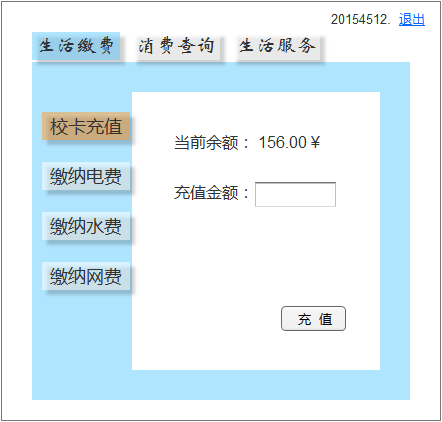 20154512. 退出
生活缴费 消费查询 生活服务
校卡充值
当前余额： 156.00￥
缴纳电费
充值金额：
缴纳水费
缴纳网费
充 值